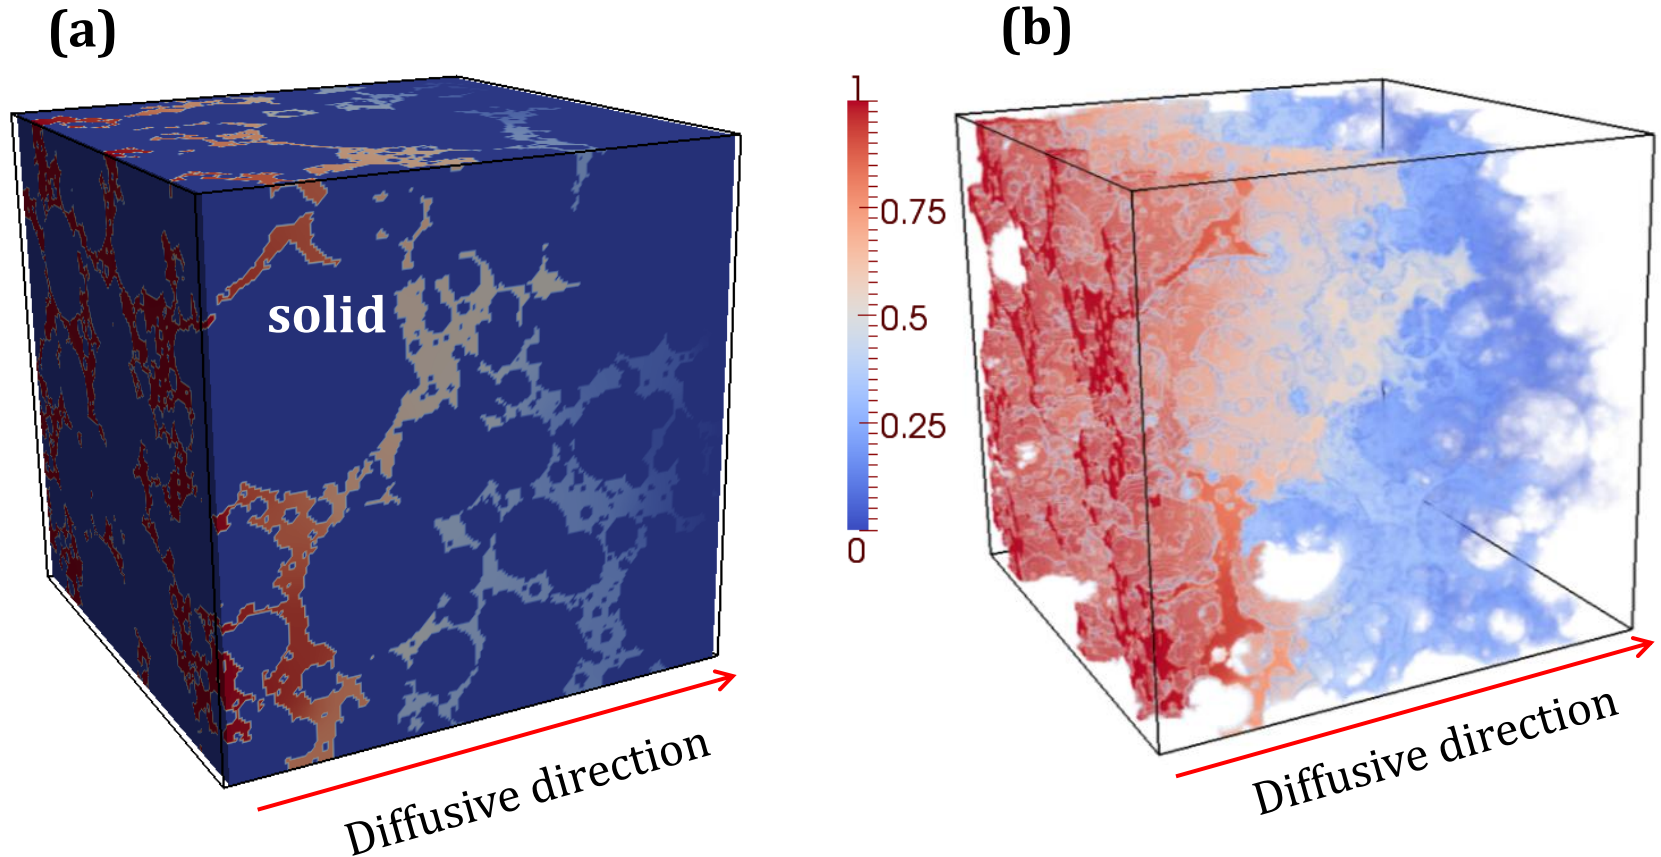 (a)
(b)
solid
1
0.75
0.5
0.25
0
Diffusive direction
Diffusive direction